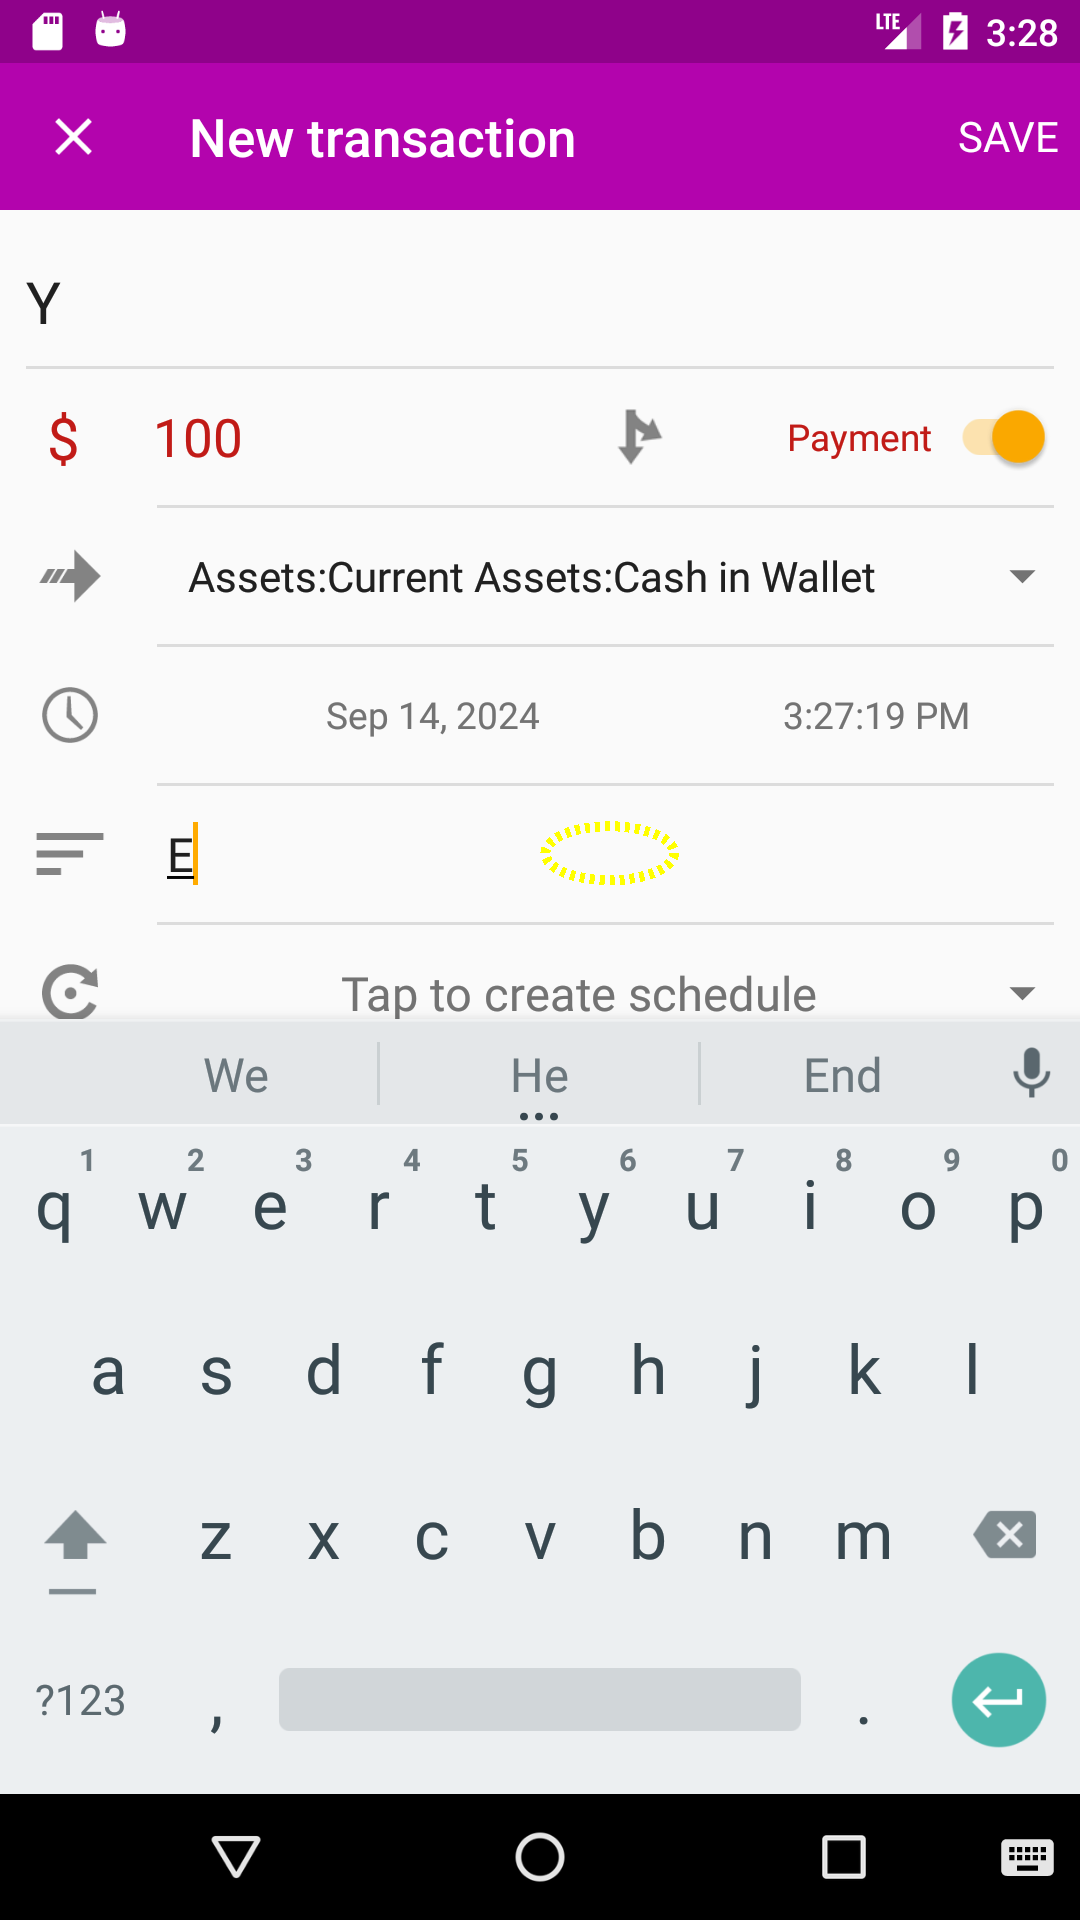 LTE 3:28
New transaction SAVE
Y
$ 100 Payment
Assets:Current Assets:Cash in Wallet
Sep 14, 2024 3:27:19 PM
E
Tap to create schedule
We He End
1 2 3 4 5 6 7 8 9 0
q w e r t y u i o p
a s d f g h j k l
z x c v b n m
?123 , .